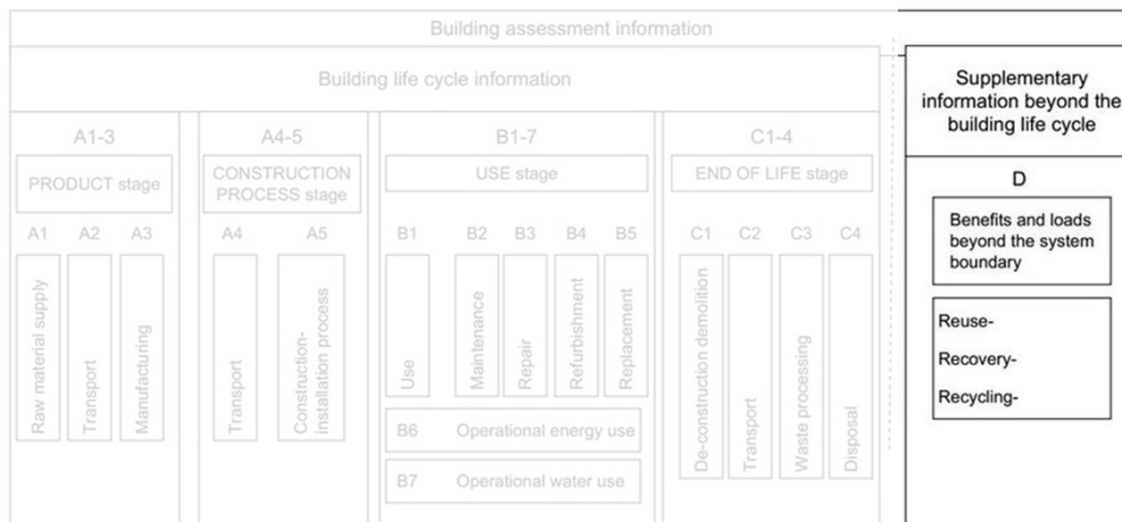 Building assessment information
Building life cycle information
Supplementary
information beyond the
building life cycle
A1-3
PRODUCT stage
A1 A2 A3
Raw material supply
Transport
Manufacturing
A4-5
CONSTRUCTION
PROCESS stage
A4 A5
Transport
Construction-
installation process
B1-7
USE stage
B1 B2 B3 B4 B5
Use
Maintenance
Repair
Refurbishment
Replacement
B6 Operational energy use
B7 Operational water use
C1-4
END OF LIFE stage
C1 C2 C3 C4
De-construction demolition
Transport
Waste processing
Disposal
D
Benefits and loads
beyond the system
boundary
Reuse-
Recovery-
Recycling-